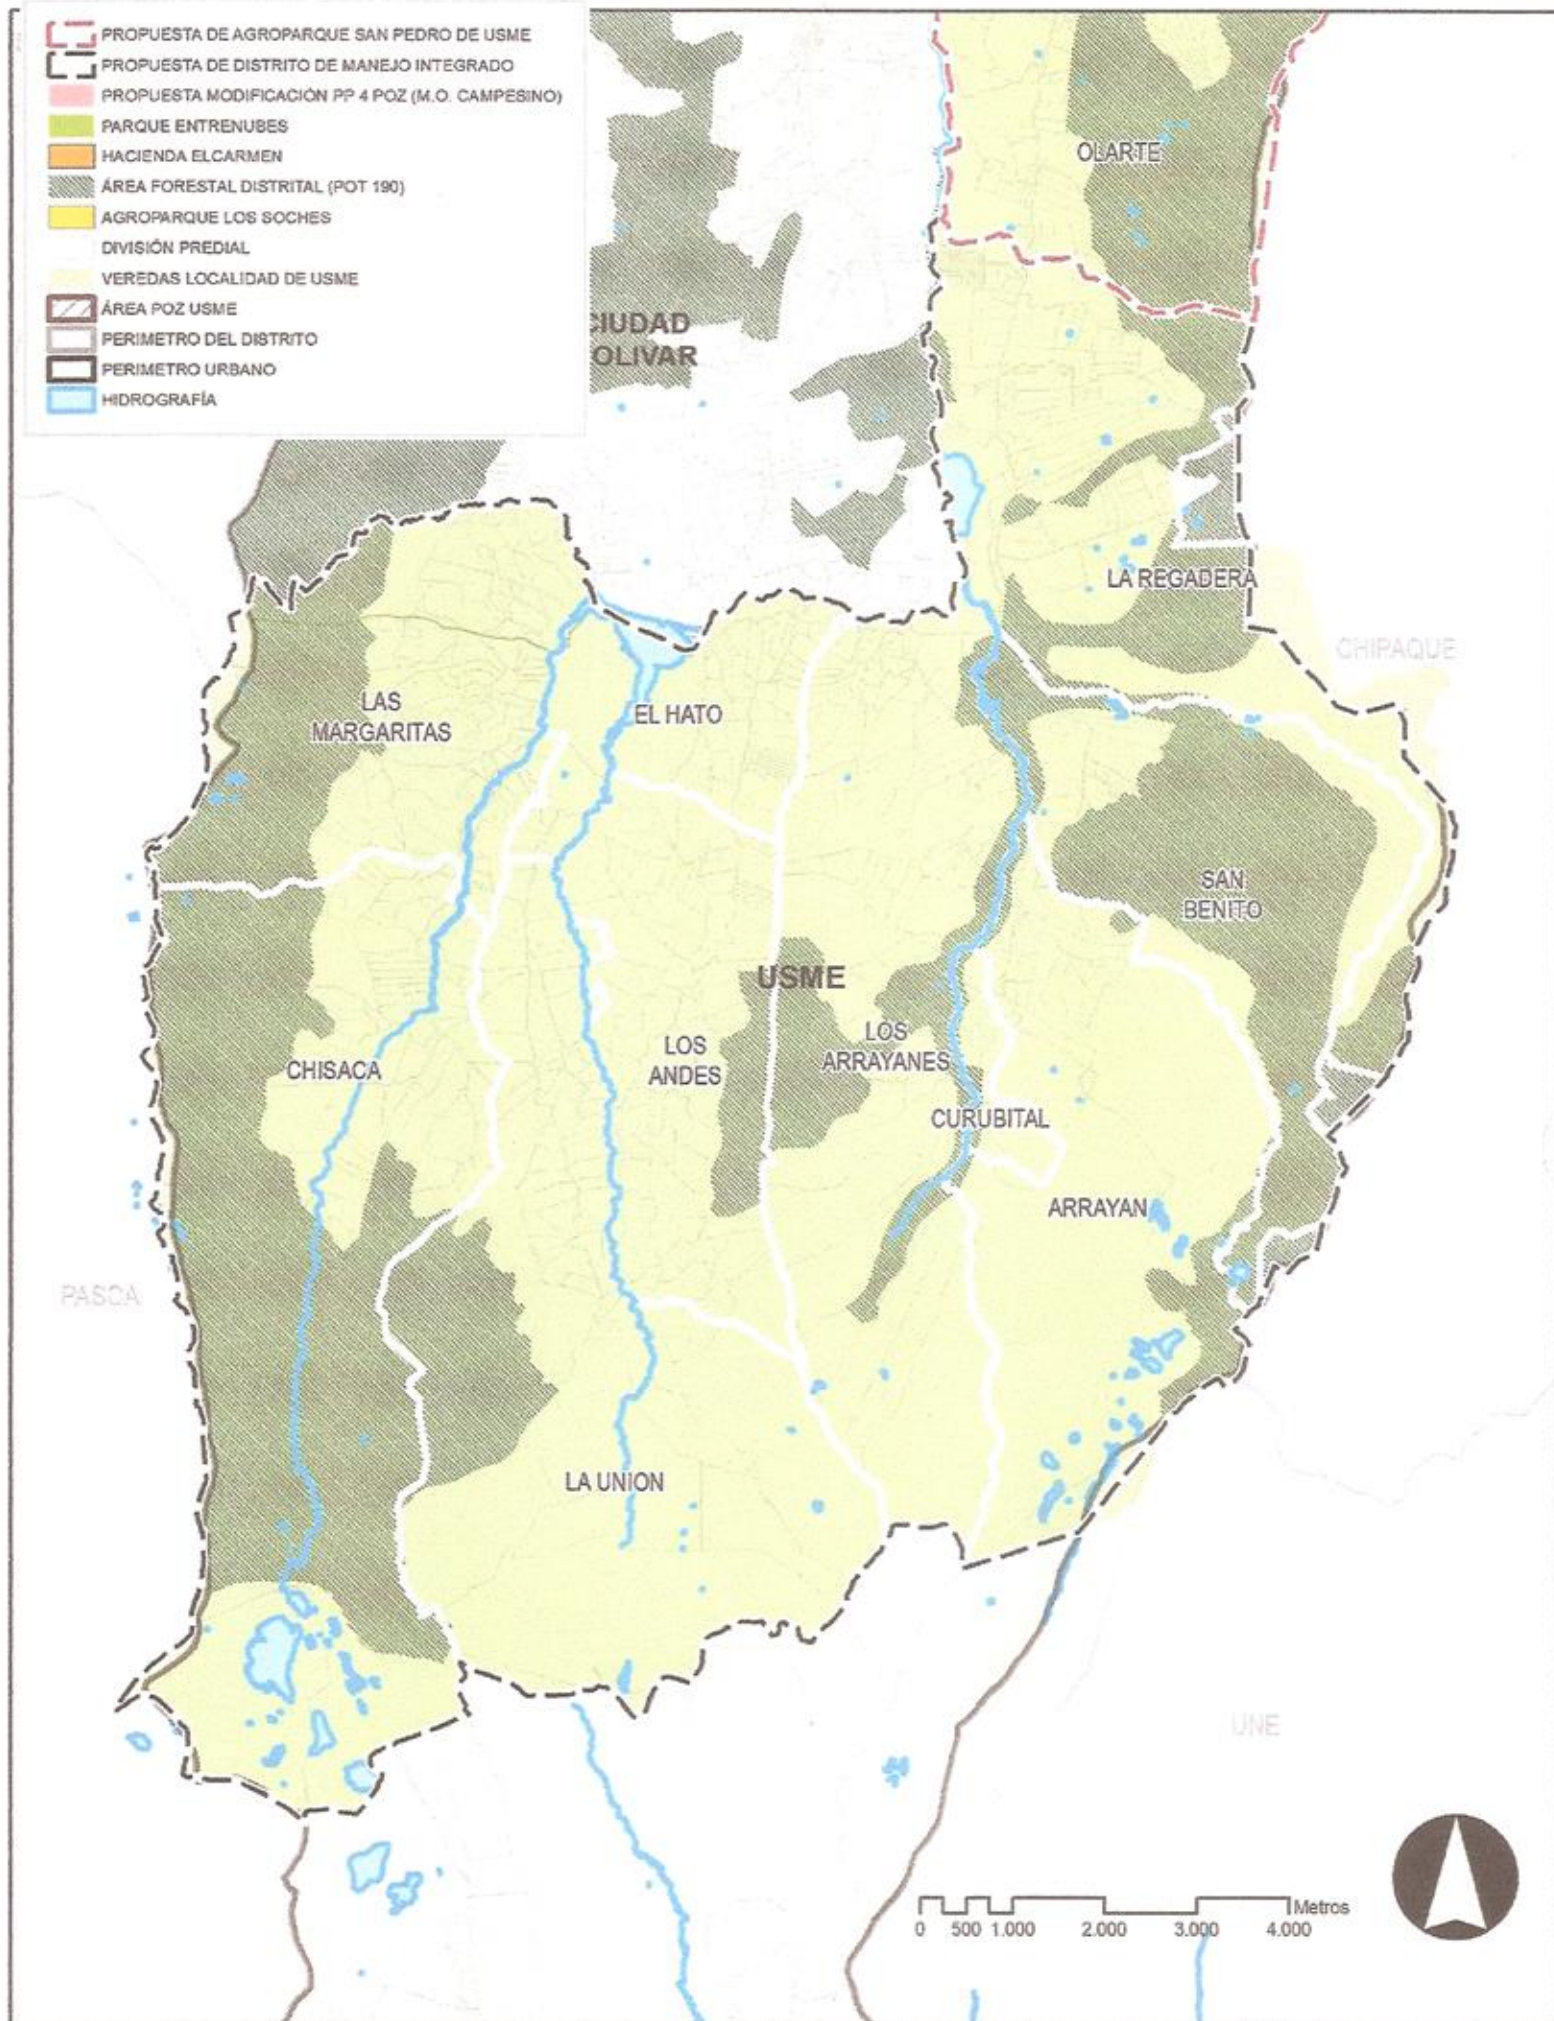 PROPUESTA DE AGROPARQUE SAN PEDRO DE USME
PROPUESTA DE DISTRITO DE MANEJO INTEGRADO
PROPUESTA MODIFICACIÓN PP 4 POZ (M.O. CAMPESINO)
PARQUE ENTRENUBES
HACIENDA ELCARMEN
ÁREA FORESTAL DISTRITAL (POT 190)
AGROPARQUE LOS SOCHES
DIVISIÓN PREDIAL
VEREDAS LOCALIDAD DE USME
ÁREA POZ USME
PERIMETRO DEL DISTRITO
PERIMETRO URBANO
HIDROGRAFÍA
OLARTE
CIUDAD
OLIVAR
LA REGADERA
CHIPAQUE
LAS
MARGARITAS
EL HATO
SAN
BENITO
USME
LOS
ANDES
LOS
ARRAYANES
CHISACA
CURUBITAL
ARRAYAN
PASCA
LA UNION
UNE
Metros
0 500 1.000 2.000 3.000 4.000